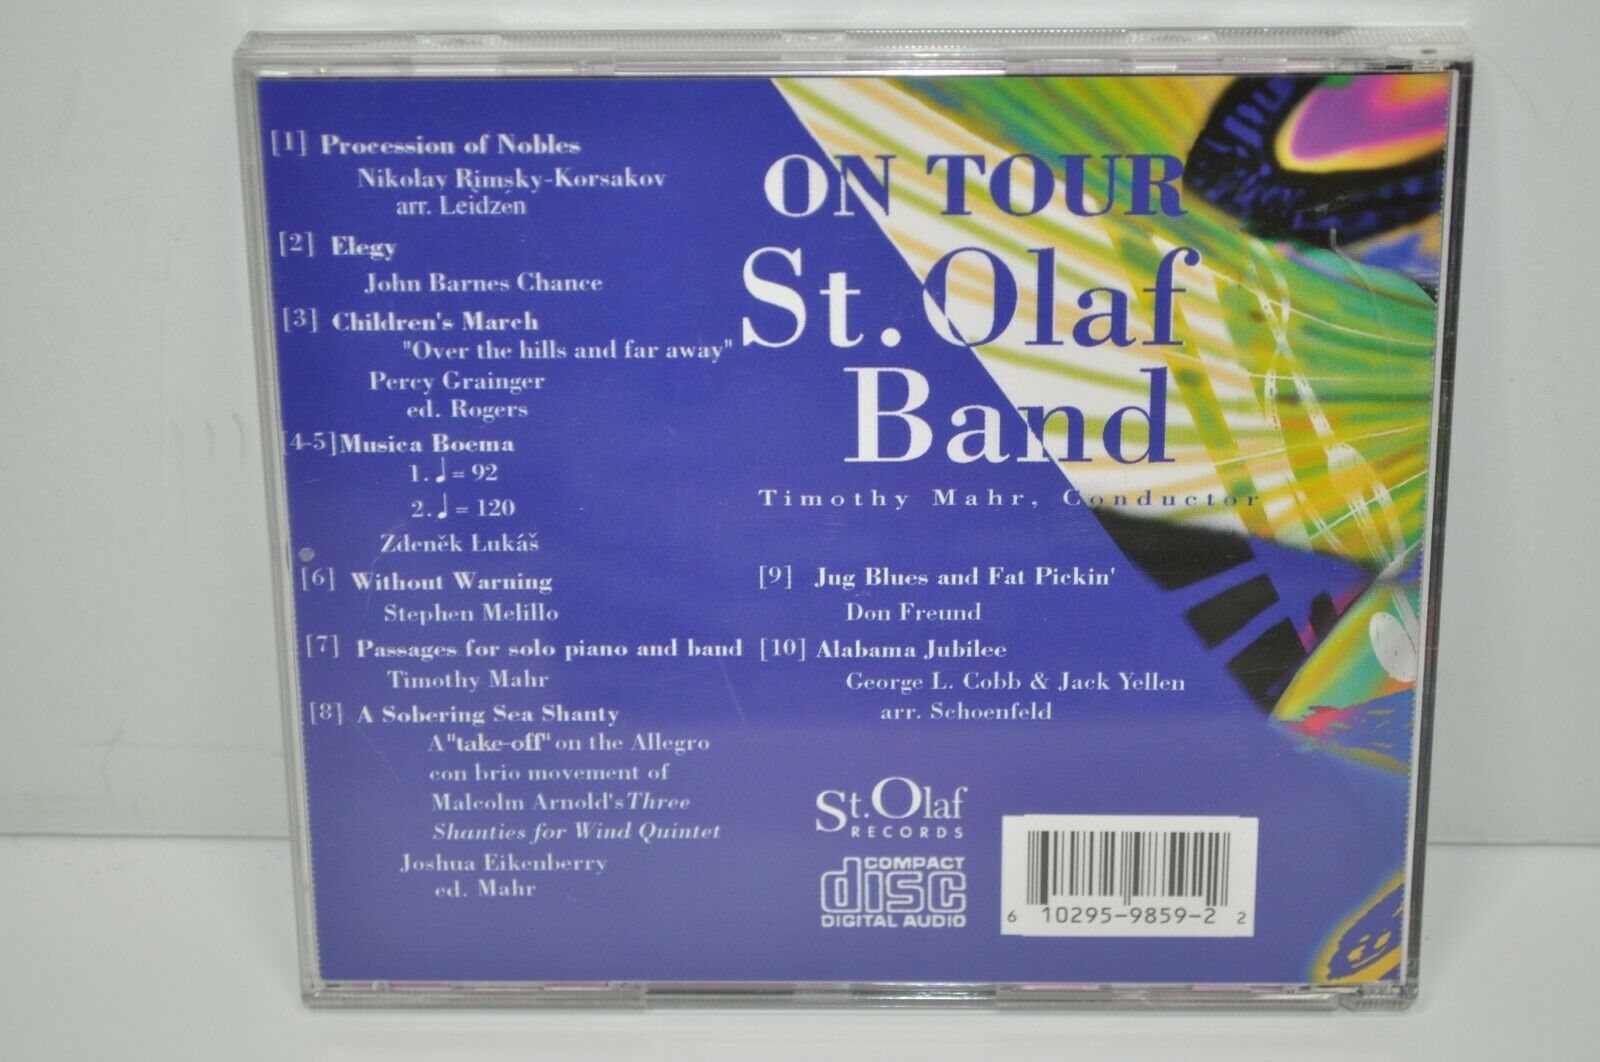 [1] Procession of Nobles
Nikolay Rimsky-Korsakov
arr. Leidzen
[2] Elegy
John Barnes Chance
[3] Children's March
"Over the hills and far away"
Percy Grainger
ed. Rogers
[4-5] Musica Boema
1. ♩ = 92
2. ♩ = 120
Zdeněk Lukáš
[6] Without Warning
Stephen Melillo
[7] Passages for solo piano and band
Timothy Mahr
[8] A Sobering Sea Shanty
A "take-off" on the Allegro
con brio movement of
Malcolm Arnold's Three
Shanties for Wind Quintet
Joshua Eikenberry
ed. Mahr
ON TOUR
St. Olaf
Band
Timothy Mahr, Conductor
[9] Jug Blues and Fat Pickin'
Don Freund
[10] Alabama Jubilee
George L. Cobb & Jack Yellen
arr. Schoenfeld
St. Olaf
RECORDS
COMPACT
disc
DIGITAL AUDIO
6 10295-9859-2 2